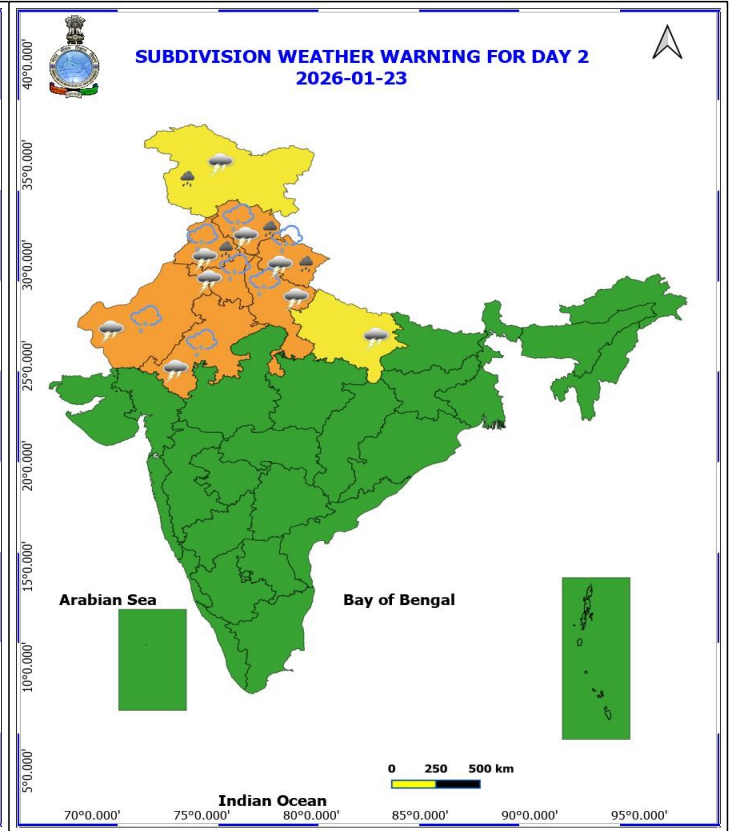 SUBDIVISION WEATHER WARNING FOR DAY 2
2026-01-23
40°0.000'
35°0.000'
30°0.000'
25°0.000'
20°0.000'
15°0.000'
10°0.000'
5°0.000'
Arabian Sea
Bay of Bengal
0 250 500 km
Indian Ocean
70°0.000' 75°0.000' 80°0.000' 85°0.000' 90°0.000' 95°0.000'